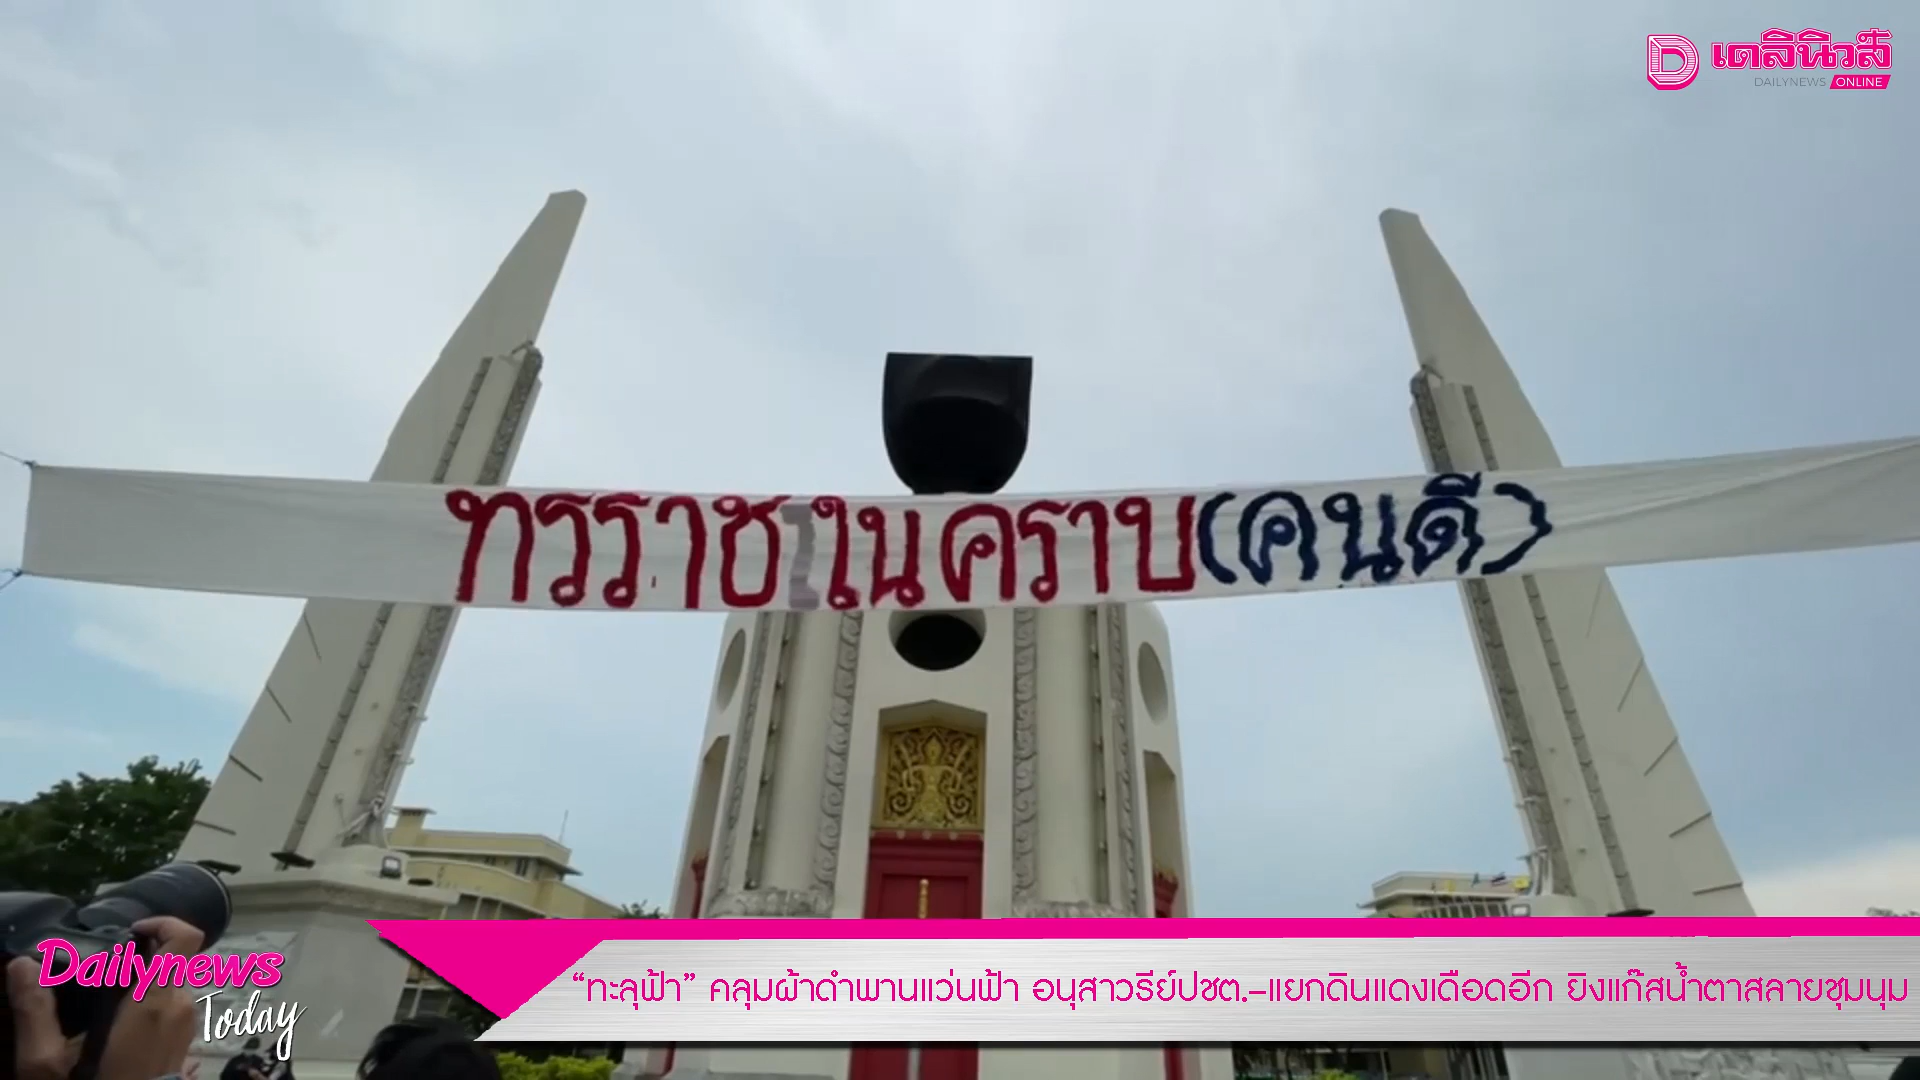 เดลินิวส์
DAILYNEWS ONLINE
ทรราชในคราบ(คนดี)
Dailynews
Today
“ทะลุฟ้า” คลุมผ้าดำพานแว่นฟ้า อนุสาวรีย์ปชต.-แยกดินแดงเดือดอีก ยิงแก๊สน้ำตาสลายชุมนุม